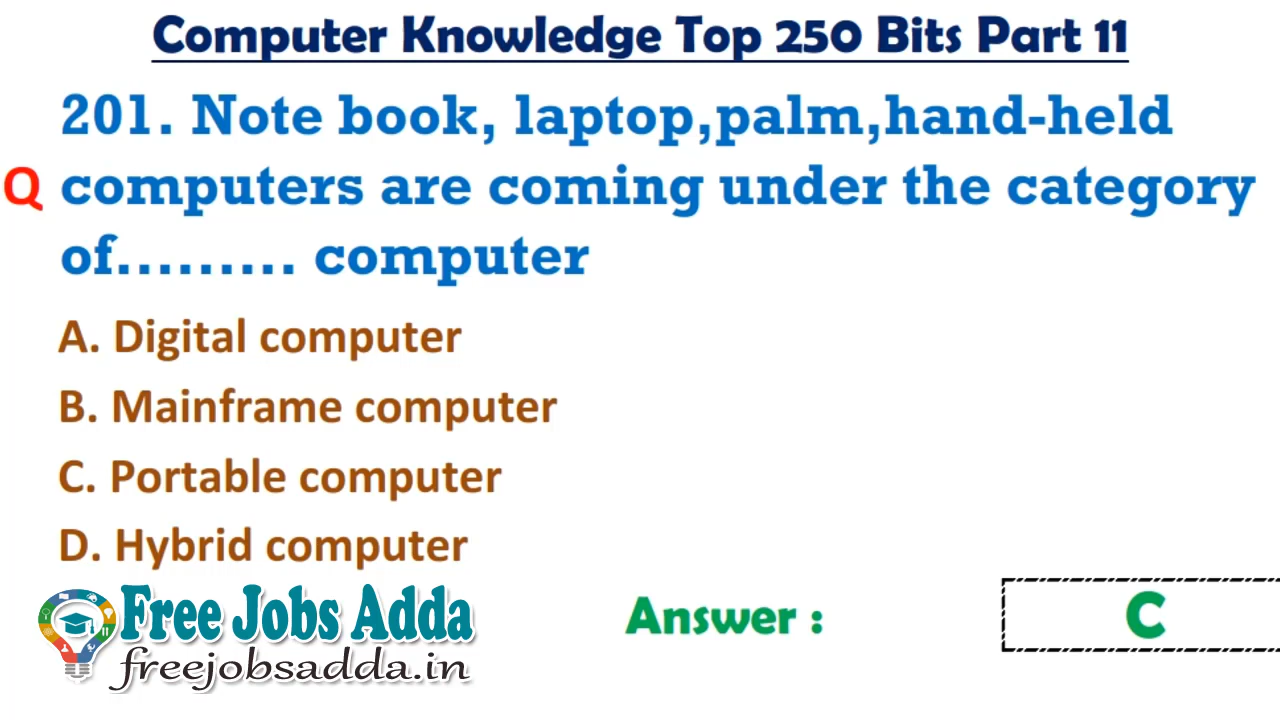 Computer Knowledge Top 250 Bits Part 11
201. Note book, laptop,palm,hand-held
Q computers are coming under the category
of......... computer
A. Digital computer
B. Mainframe computer
C. Portable computer
D. Hybrid computer
Free Jobs Adda
freejobsadda.in
Answer :
C